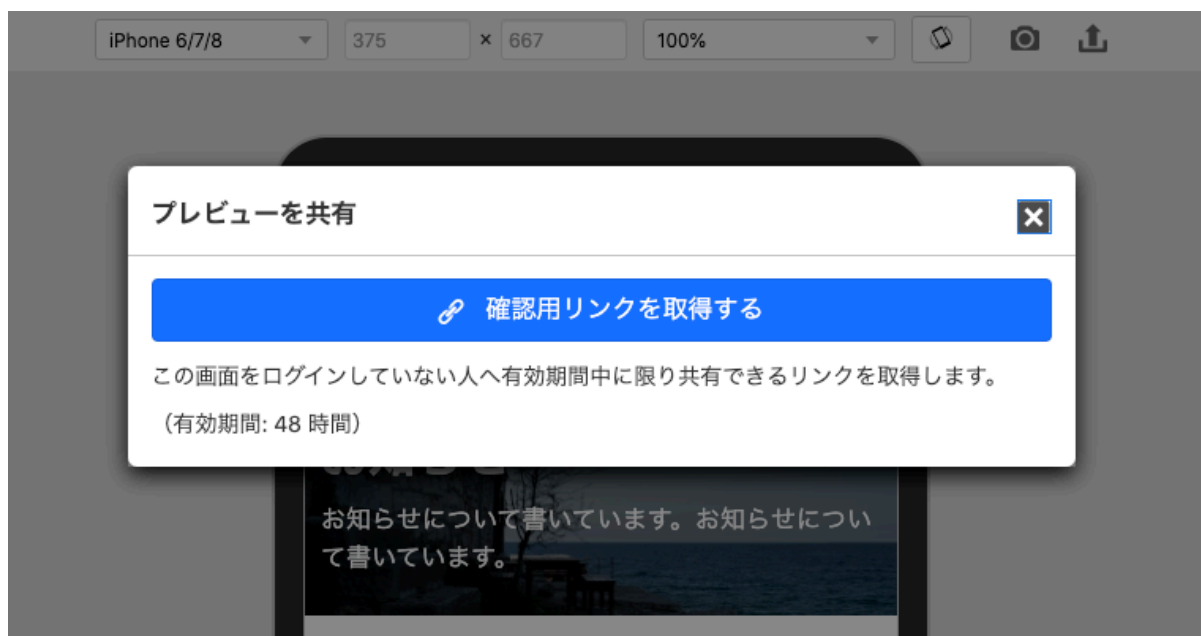 iPhone 6/7/8 375 × 667 100%
プレビューを共有
確認用リンクを取得する
この画面をログインしていない人へ有効期間中に限り共有できるリンクを取得します。
（有効期間: 48 時間）
お知らせ
お知らせについて書いています。お知らせについ
て書いています。